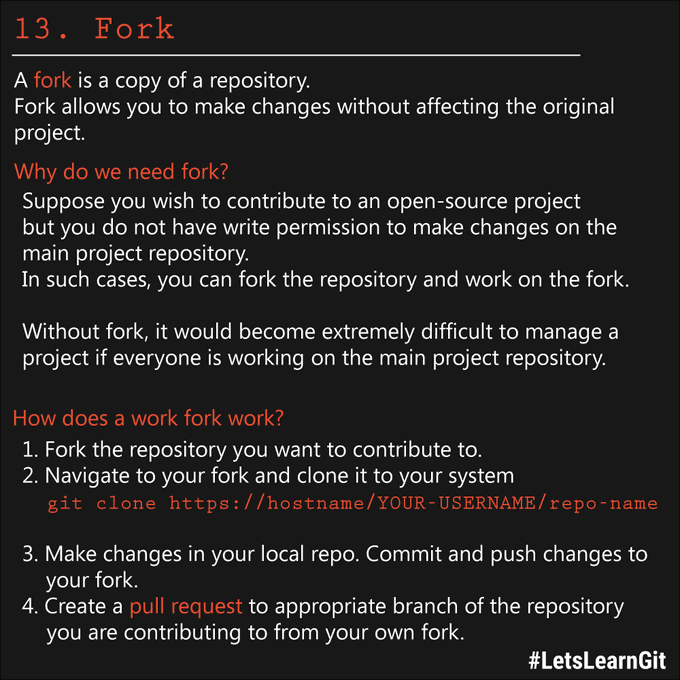 13. Fork
A fork is a copy of a repository.
Fork allows you to make changes without affecting the original
project.
Why do we need fork?
Suppose you wish to contribute to an open-source project
but you do not have write permission to make changes on the
main project repository.
In such cases, you can fork the repository and work on the fork.
Without fork, it would become extremely difficult to manage a
project if everyone is working on the main project repository.
How does a work fork work?
1. Fork the repository you want to contribute to.
2. Navigate to your fork and clone it to your system
git clone https://hostname/YOUR-USERNAME/repo-name
3. Make changes in your local repo. Commit and push changes to
your fork.
4. Create a pull request to appropriate branch of the repository
you are contributing to from your own fork.
#LetsLearnGit